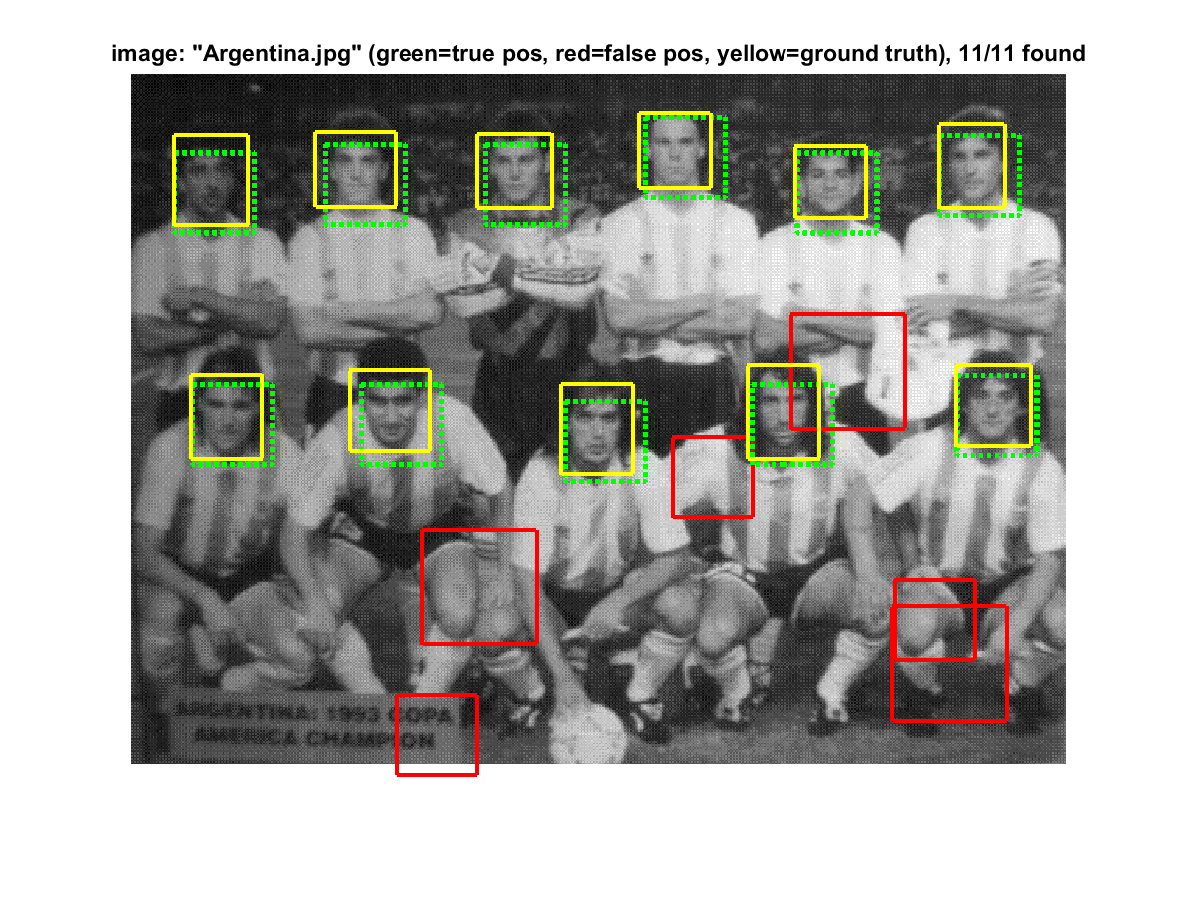 image: "Argentina.jpg" (green=true pos, red=false pos, yellow=ground truth), 11/11 found
ARGENTINA: 1993 COPA
AMERICA CHAMPION